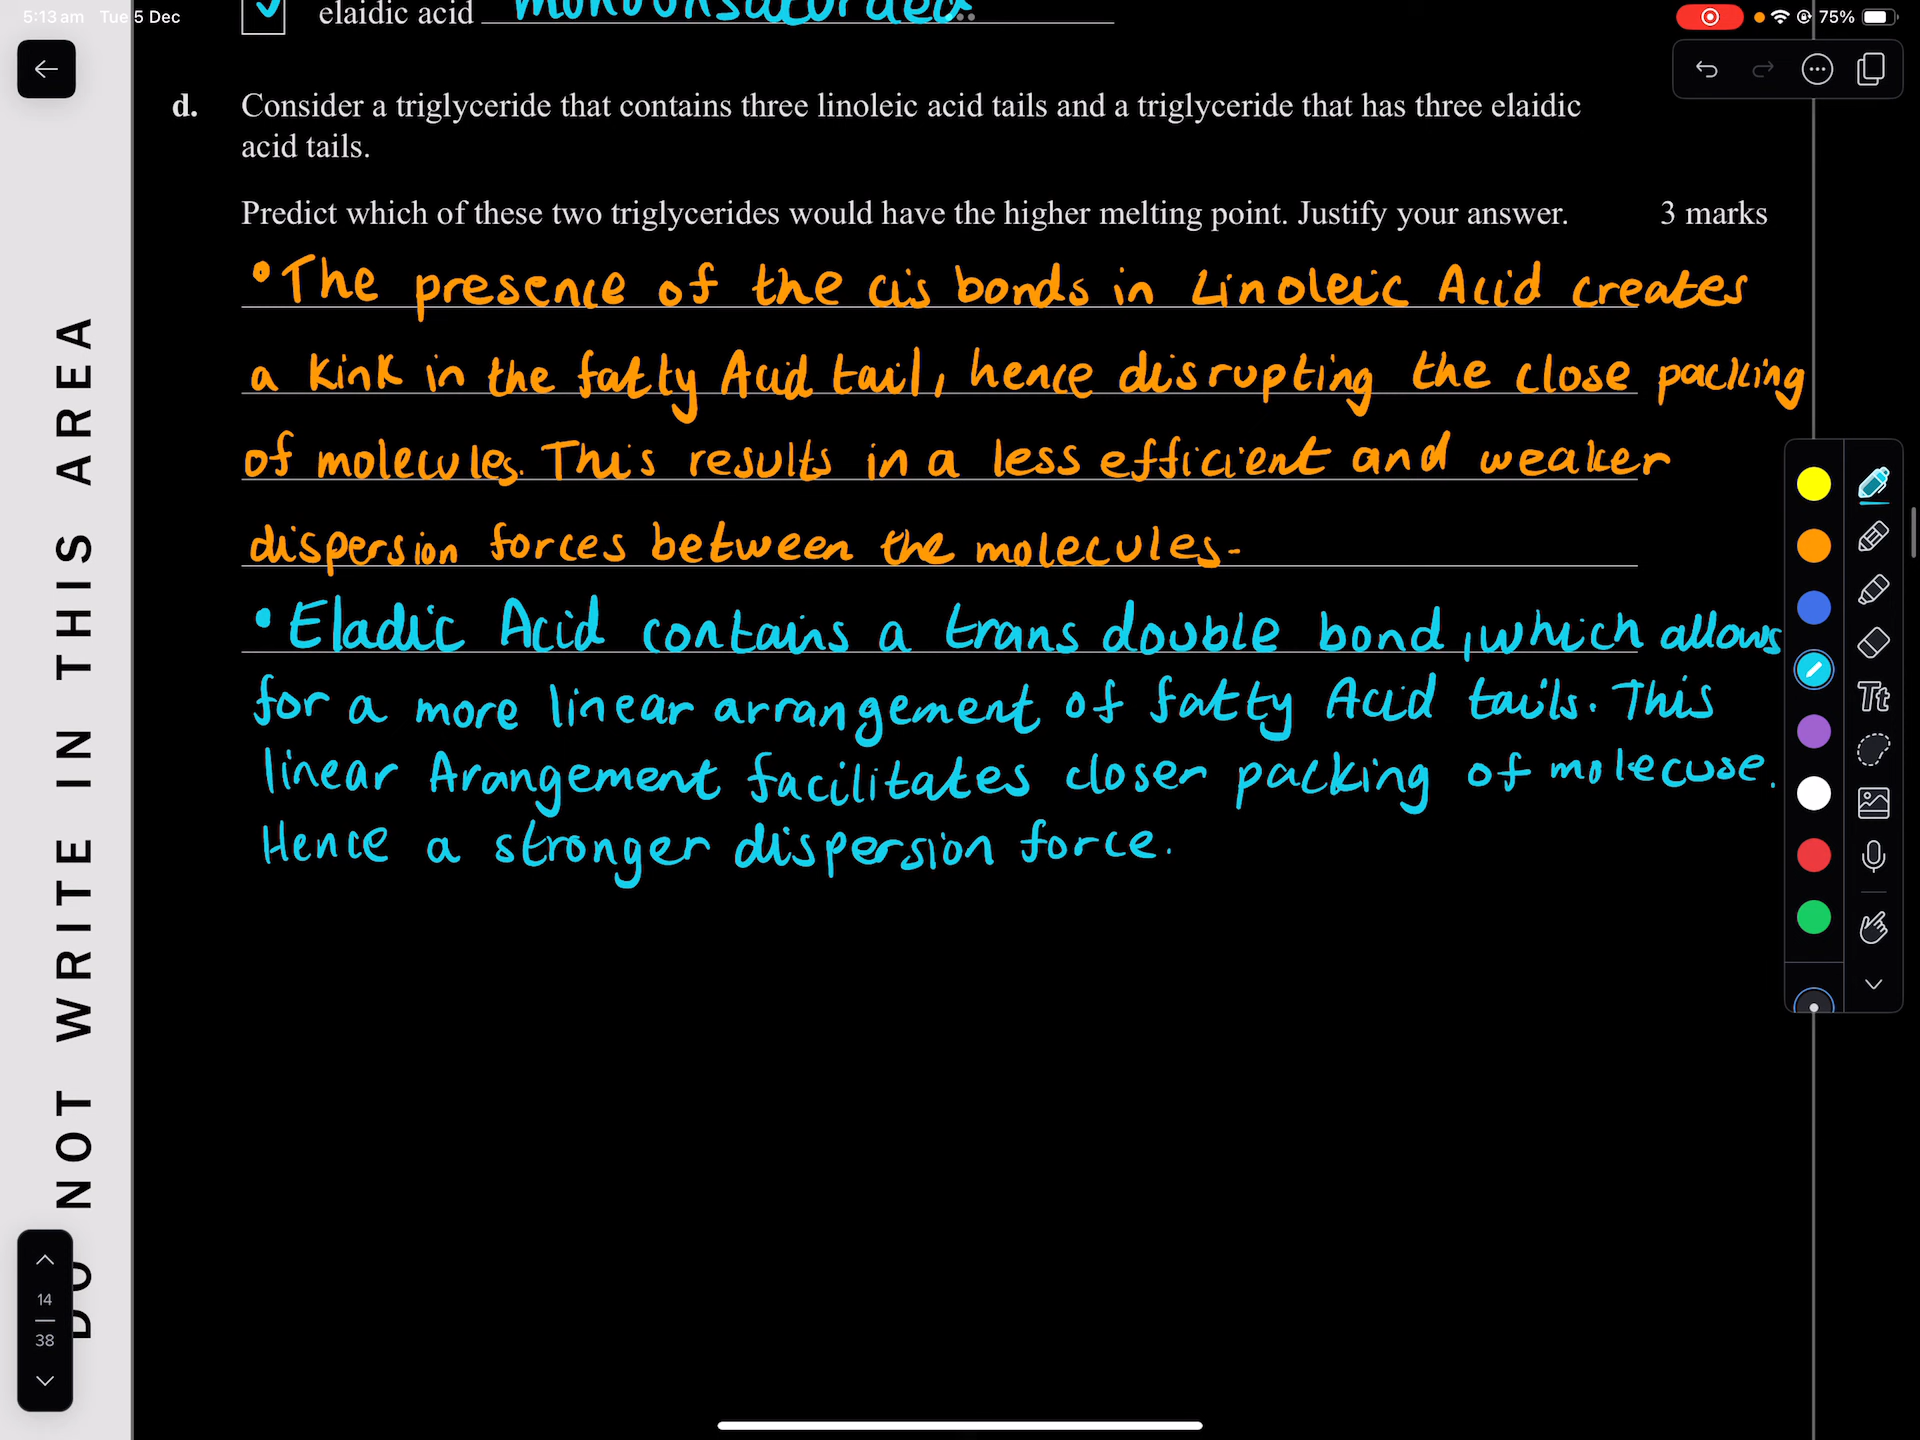 5:13 am Tue 5 Dec
75%
elaidic acid monounsaturated
d. Consider a triglyceride that contains three linoleic acid tails and a triglyceride that has three elaidic
acid tails.
Predict which of these two triglycerides would have the higher melting point. Justify your answer. 3 marks
•The presence of the cis bonds in Linoleic Acid creates
a kink in the fatty Acid tail, hence disrupting the close packing
of molecules. This results in a less efficient and weaker
dispersion forces between the molecules-
•Eladic Acid contains a trans double bond, which allows
for a more linear arrangement of fatty Acid tails. This
linear Arangement facilitates closer packing of molecuse.
Hence a stronger dispersion force.
DO NOT WRITE IN THIS AREA
Tt
14
38